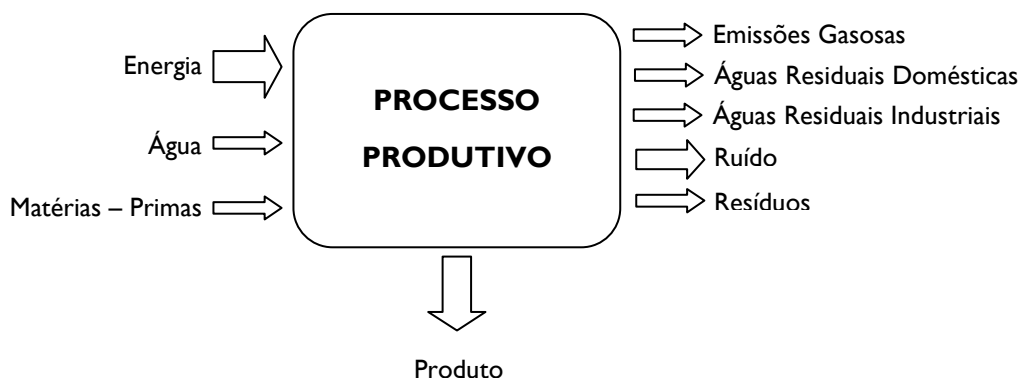 Energia
Água
Matérias – Primas
PROCESSO
PRODUTIVO
Emissões Gasosas
Águas Residuais Domésticas
Águas Residuais Industriais
Ruído
Resíduos
Produto